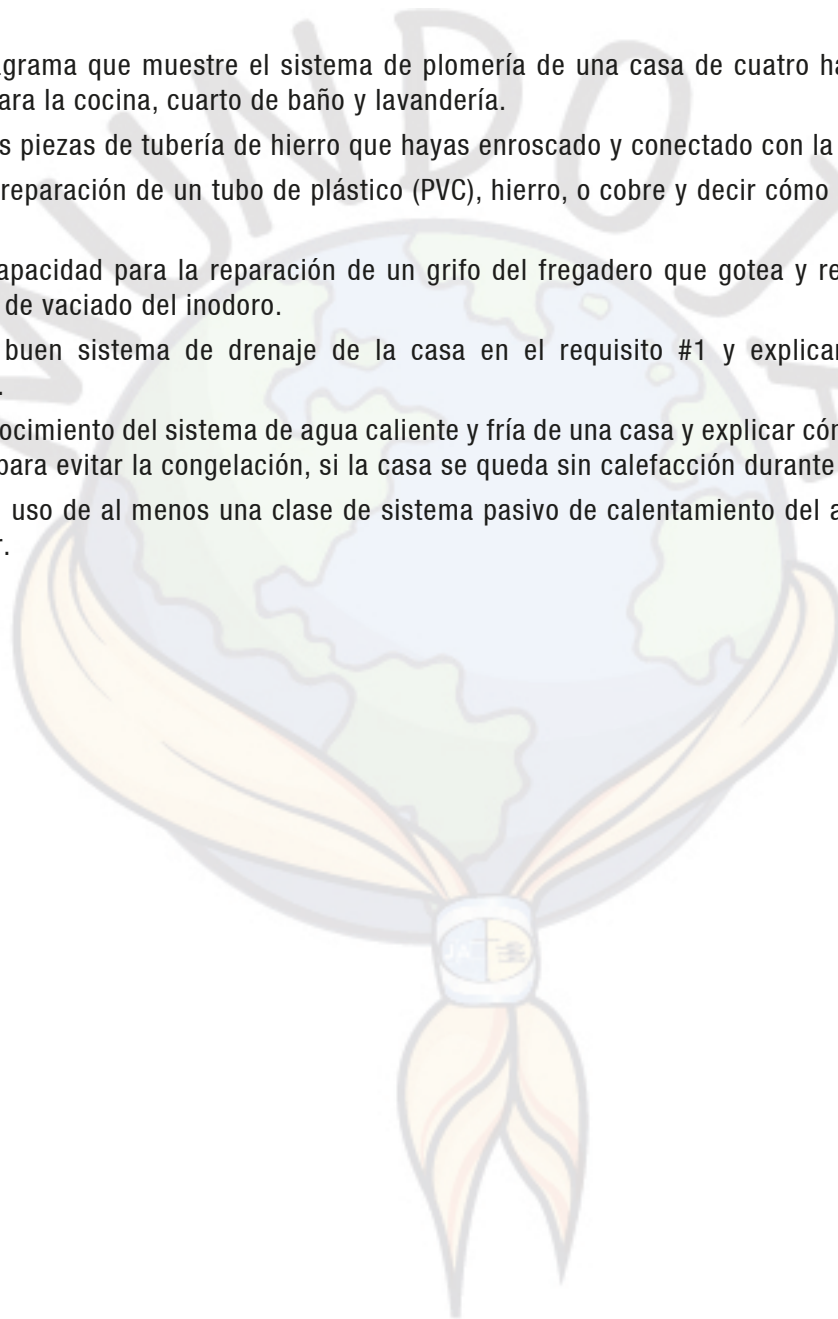 agrama que muestre el sistema de plomería de una casa de cuatro ha
ara la cocina, cuarto de baño y lavandería.
s piezas de tubería de hierro que hayas enroscado y conectado con la
reparación de un tubo de plástico (PVC), hierro, o cobre y decir cómo
apacidad para la reparación de un grifo del fregadero que gotea y re
de vaciado del inodoro.
buen sistema de drenaje de la casa en el requisito #1 y explicar
.
ocimiento del sistema de agua caliente y fría de una casa y explicar cóm
para evitar la congelación, si la casa se queda sin calefacción durante
uso de al menos una clase de sistema pasivo de calentamiento del a
r.
MUNDO JA
JA